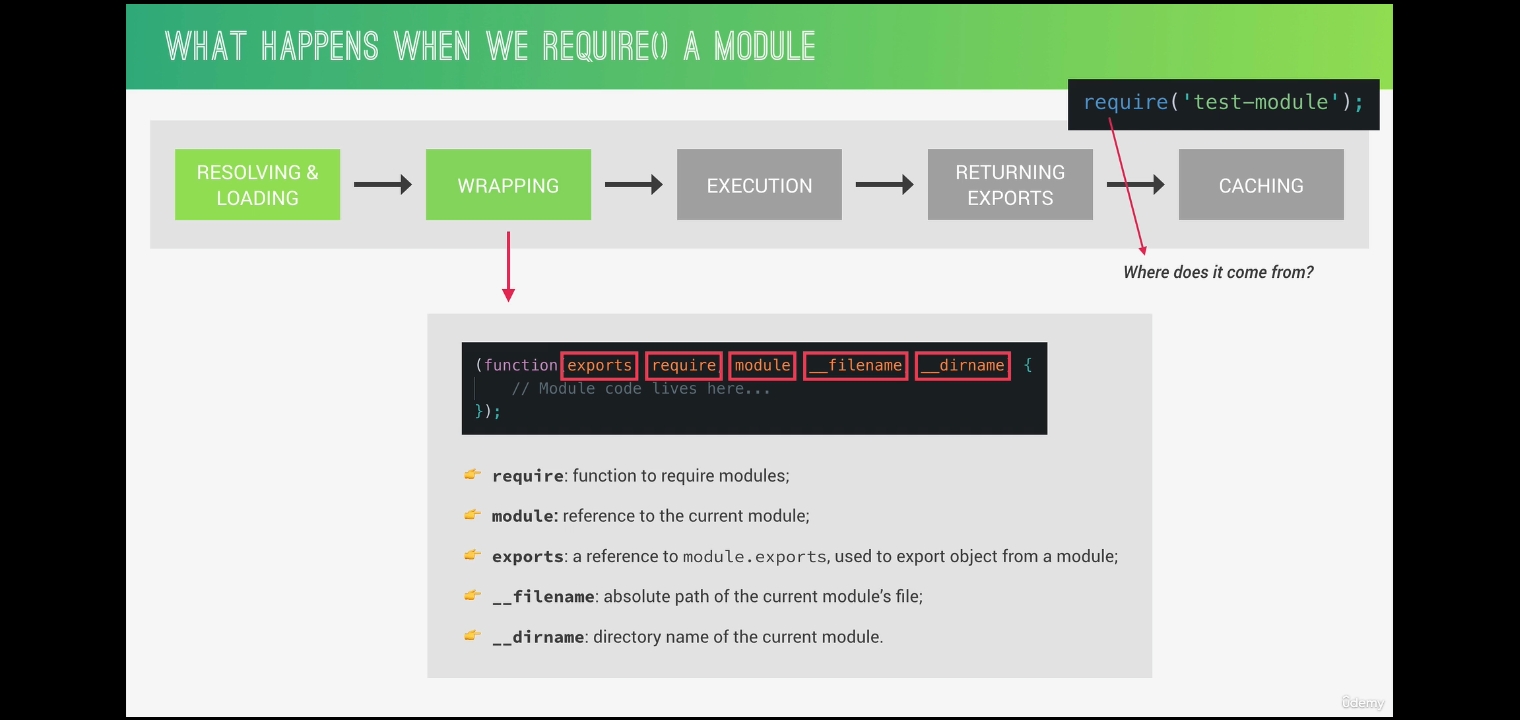 WHAT HAPPENS WHEN WE REQUIRE() A MODULE
require('test-module');
RESOLVING &
LOADING
WRAPPING
EXECUTION
RETURNING
EXPORTS
CACHING
Where does it come from?
(function exports require module __filename __dirname {
// Module code lives here...
});
👉 require: function to require modules;
👉 module: reference to the current module;
👉 exports: a reference to module.exports, used to export object from a module;
👉 __filename: absolute path of the current module's file;
👉 __dirname: directory name of the current module.
ûdemy